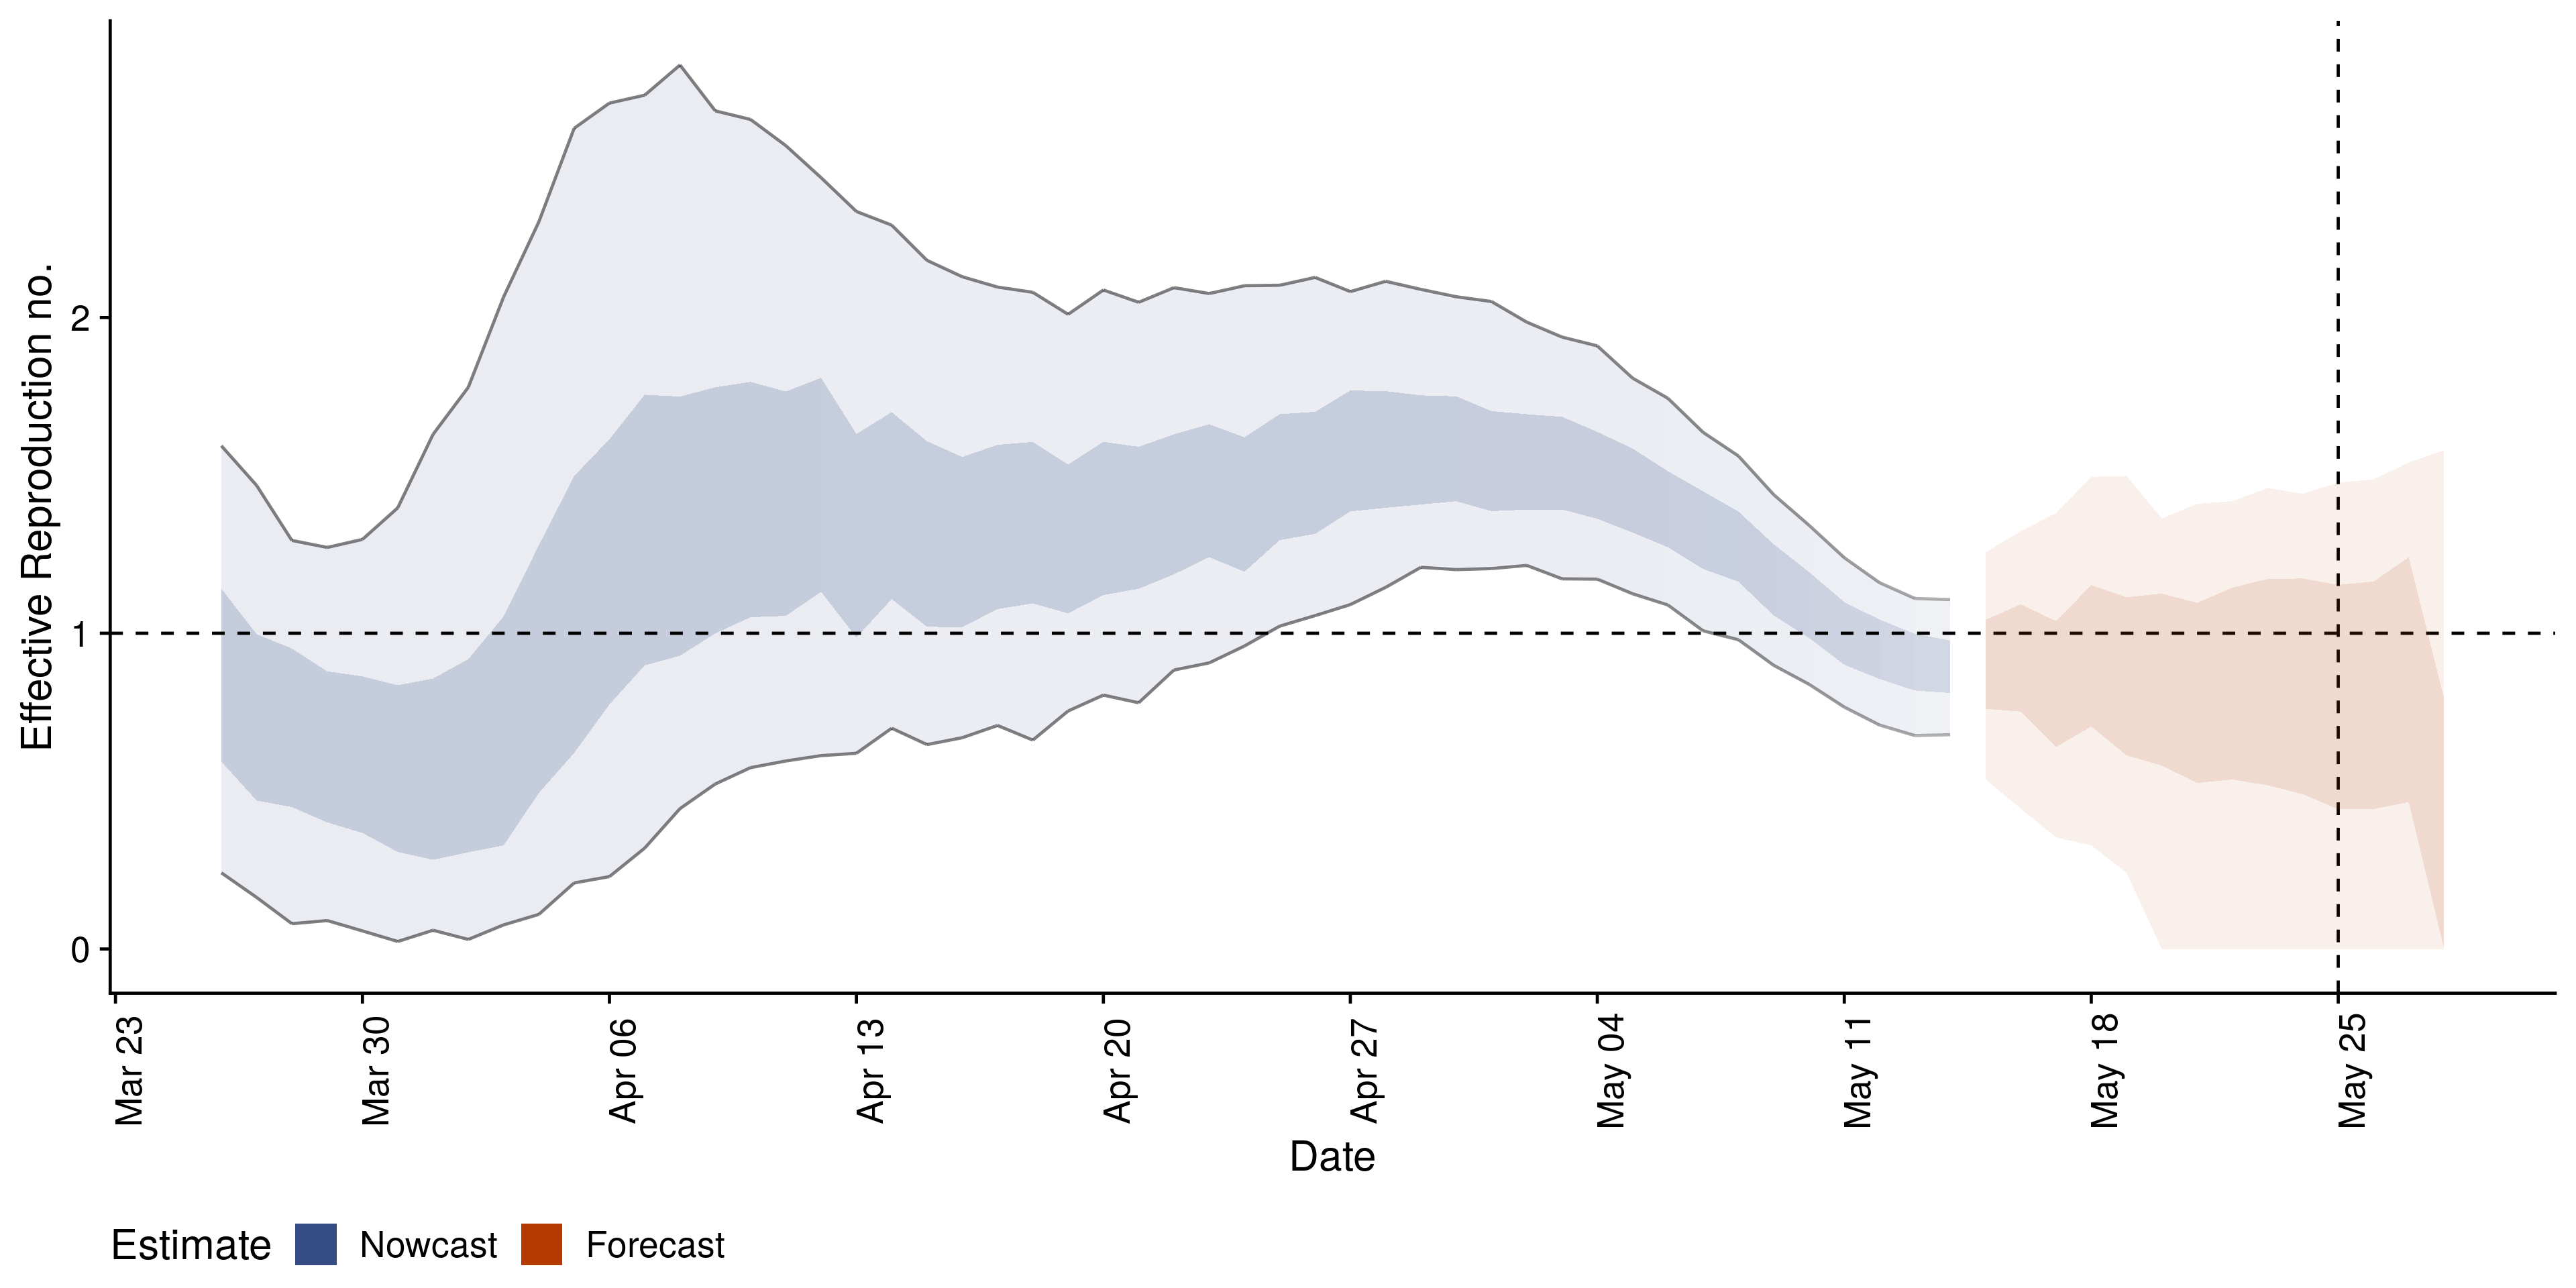 Effective Reproduction no.
2
1
0
Mar 23
Mar 30
Apr 06
Apr 13
Apr 20
Apr 27
May 04
May 11
May 18
May 25
Date
Estimate Nowcast Forecast